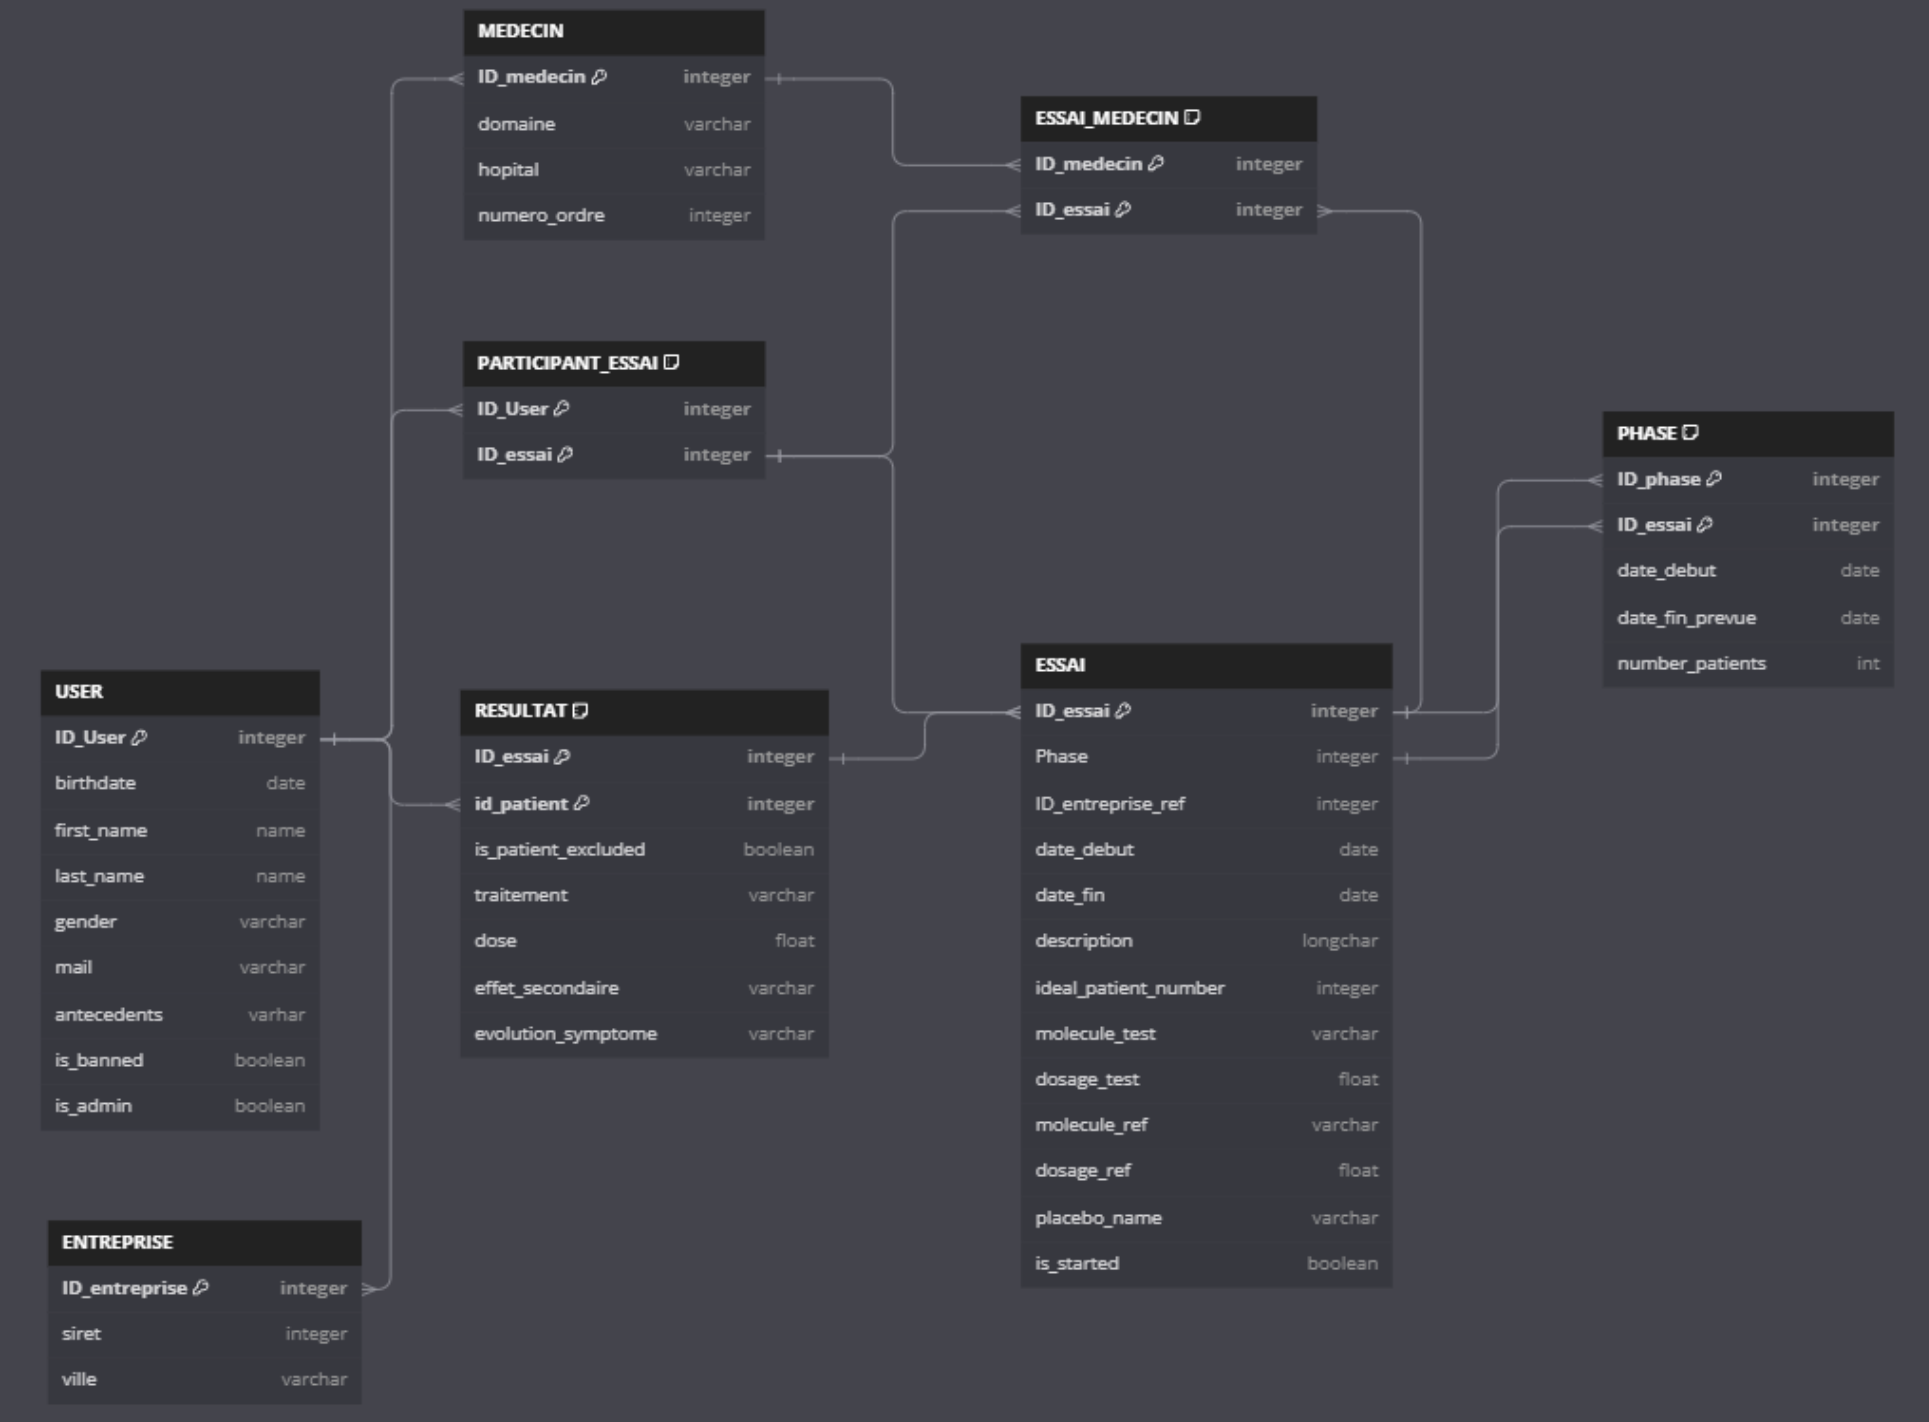 MEDECIN
ID_medecin integer
domaine varchar
hopital varchar
numero_ordre integer
ESSAI_MEDECIN
ID_medecin integer
ID_essai integer
PARTICIPANT_ESSAI
ID_User integer
ID_essai integer
PHASE
ID_phase integer
ID_essai integer
date_debut date
date_fin_prevue date
number_patients int
USER
ID_User integer
birthdate date
first_name name
last_name name
gender varchar
mail varchar
antecedents varhar
is_banned boolean
is_admin boolean
RESULTAT
ID_essai integer
id_patient integer
is_patient_excluded boolean
traitement varchar
dose float
effet_secondaire varchar
evolution_symptome varchar
ESSAI
ID_essai integer
Phase integer
ID_entreprise_ref integer
date_debut date
date_fin date
description longchar
ideal_patient_number integer
molecule_test varchar
dosage_test float
molecule_ref varchar
dosage_ref float
placebo_name varchar
is_started boolean
ENTREPRISE
ID_entreprise integer
siret integer
ville varchar